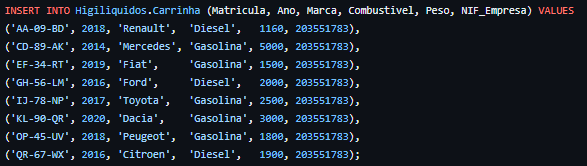 INSERT INTO Higiliquidos.Carrinha (Matricula, Ano, Marca, Combustivel, Peso, NIF_Empresa) VALUES
('AA-09-BD', 2018, 'Renault', 'Diesel', 1160, 203551783),
('CD-89-AK', 2014, 'Mercedes', 'Gasolina', 5000, 203551783),
('EF-34-RT', 2019, 'Fiat', 'Gasolina', 1500, 203551783),
('GH-56-LM', 2016, 'Ford', 'Diesel', 2000, 203551783),
('IJ-78-NP', 2017, 'Toyota', 'Gasolina', 2500, 203551783),
('KL-90-QR', 2020, 'Dacia', 'Gasolina', 3000, 203551783),
('OP-45-UV', 2018, 'Peugeot', 'Gasolina', 1800, 203551783),
('QR-67-WX', 2016, 'Citroen', 'Diesel', 1900, 203551783);